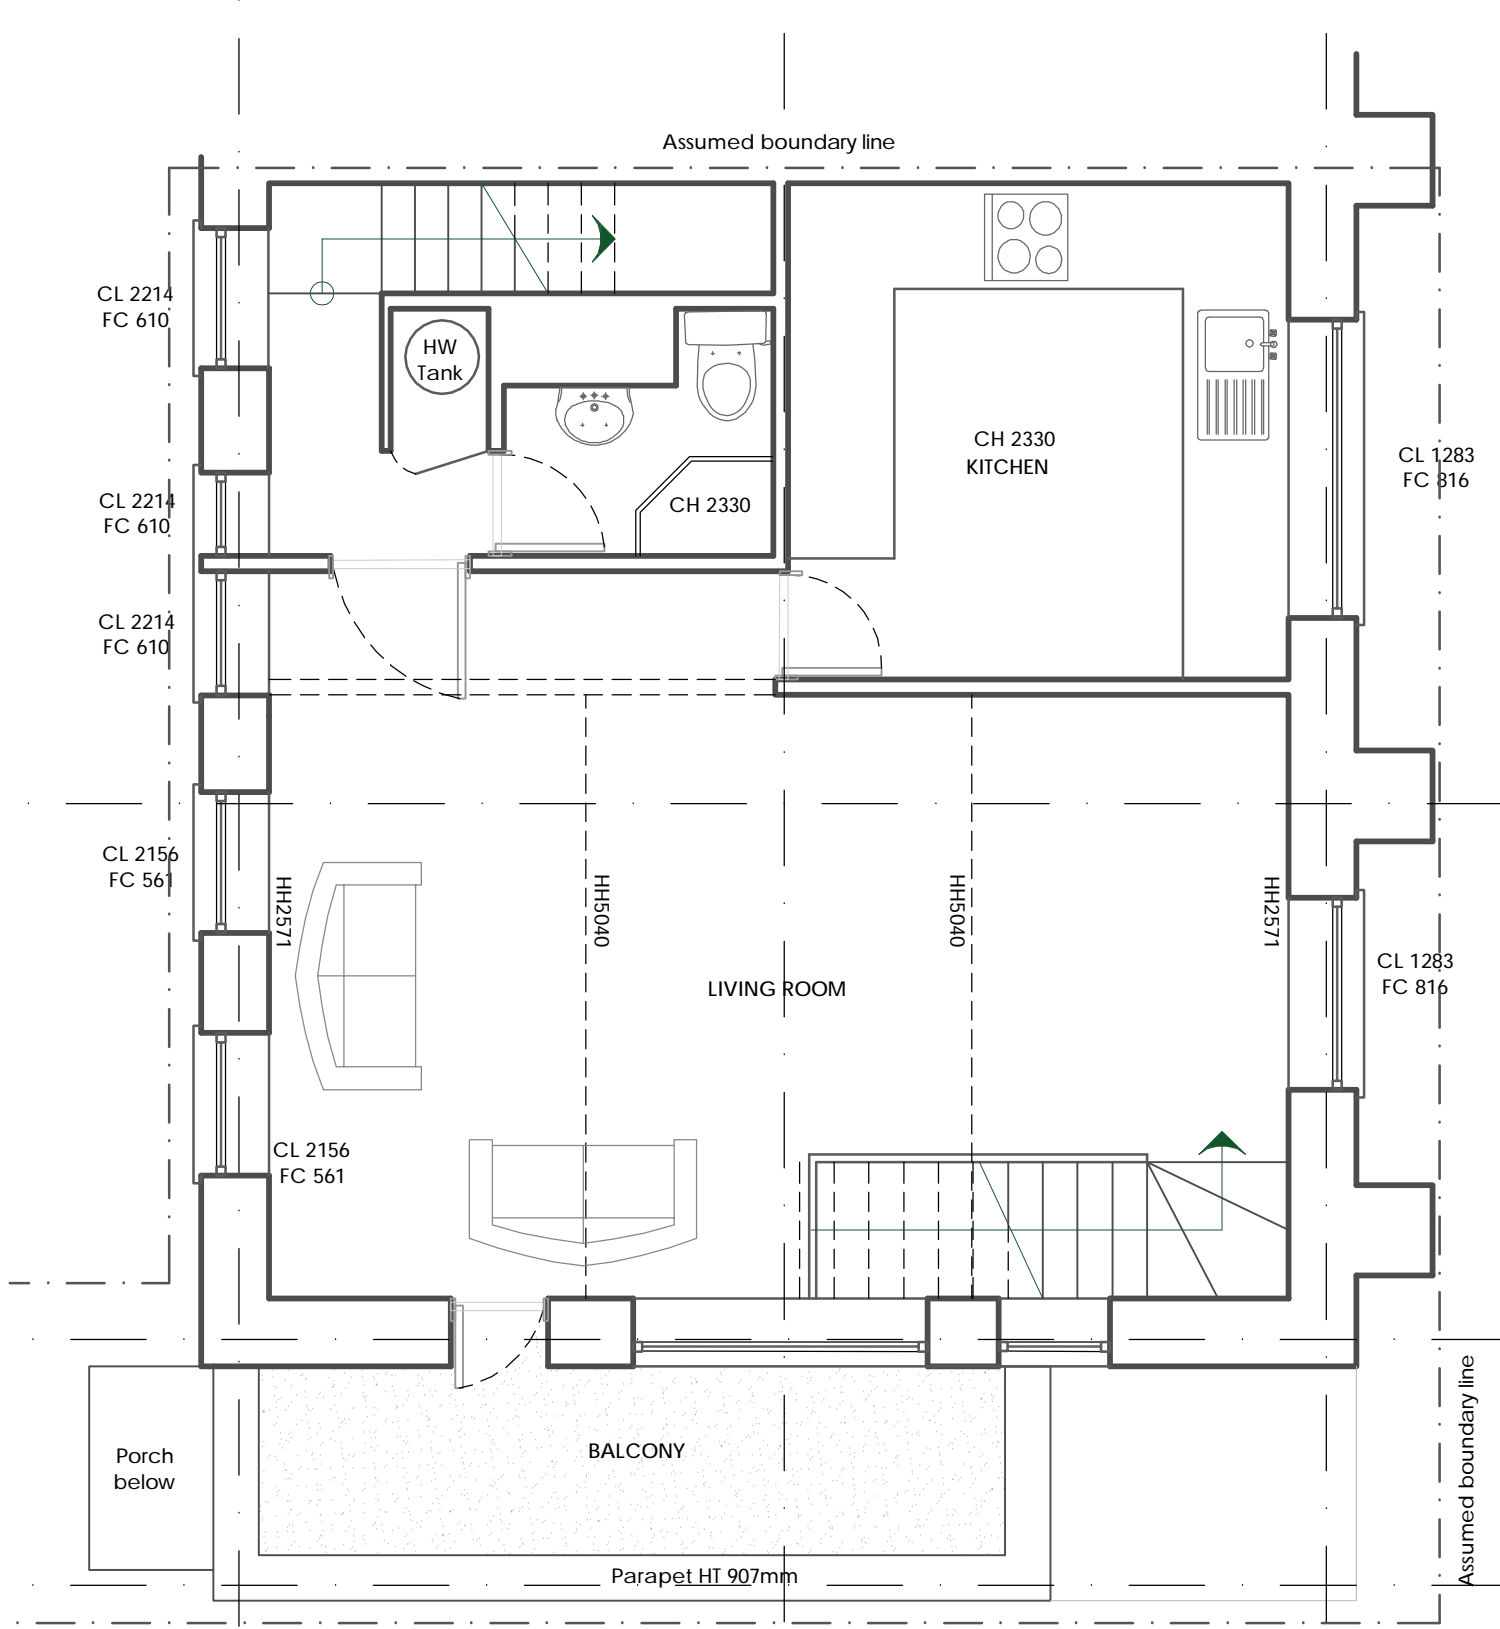 Assumed boundary line
CL 2214
FC 610
HW
Tank
CH 2330
KITCHEN
CL 1283
FC 816
CL 2214
FC 610
CH 2330
CL 2214
FC 610
CL 2156
FC 561
HH2571
HH5040
HH5040
HH2571
LIVING ROOM
CL 1283
FC 816
CL 2156
FC 561
BALCONY
Porch
below
Parapet HT 907mm
Assumed boundary line